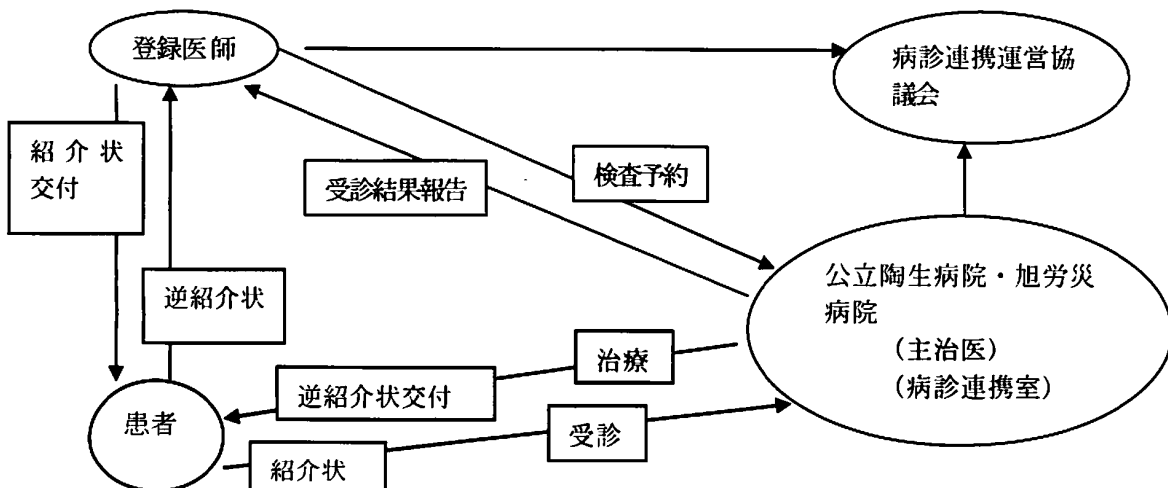 登録医師
病診連携運営協
議会
紹介状
交付
受診結果報告
検査予約
逆紹介状
公立陶生病院・旭労災
病院
(主治医)
(病診連携室)
治療
逆紹介状交付
患者
受診
紹介状